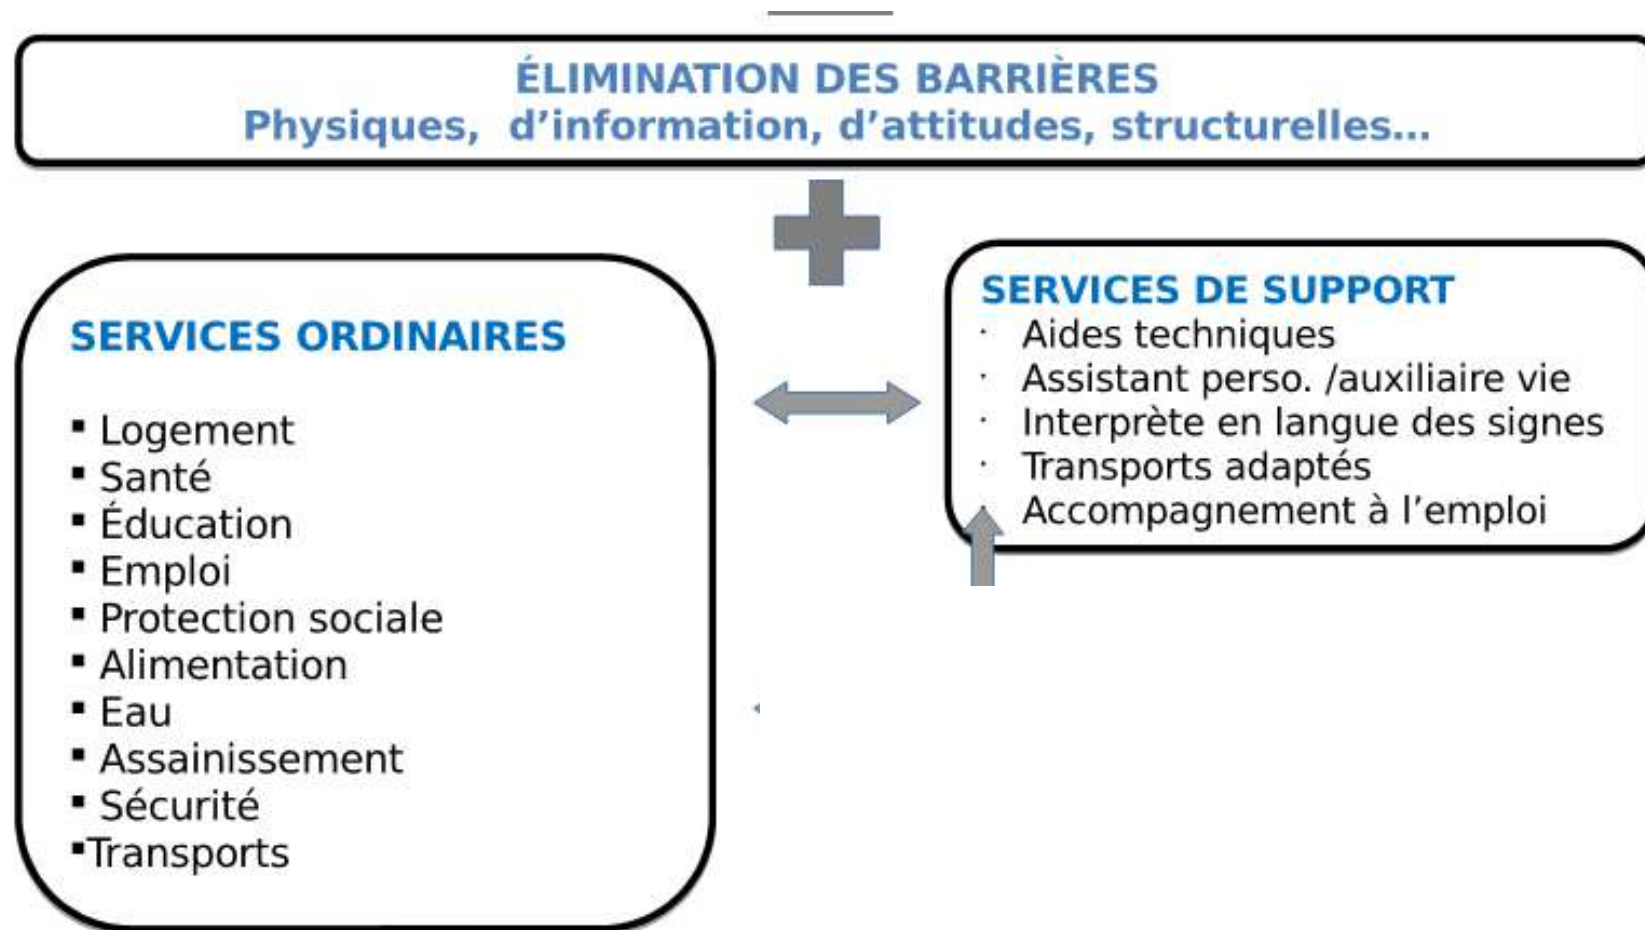 ÉLIMINATION DES BARRIÈRES
Physiques, d’information, d’attitudes, structurelles...
SERVICES ORDINAIRES
▪ Logement
▪ Santé
▪ Éducation
▪ Emploi
▪ Protection sociale
▪ Alimentation
▪ Eau
▪ Assainissement
▪ Sécurité
▪Transports
SERVICES DE SUPPORT
· Aides techniques
· Assistant perso. /auxiliaire vie
· Interprète en langue des signes
· Transports adaptés
Accompagnement à l’emploi